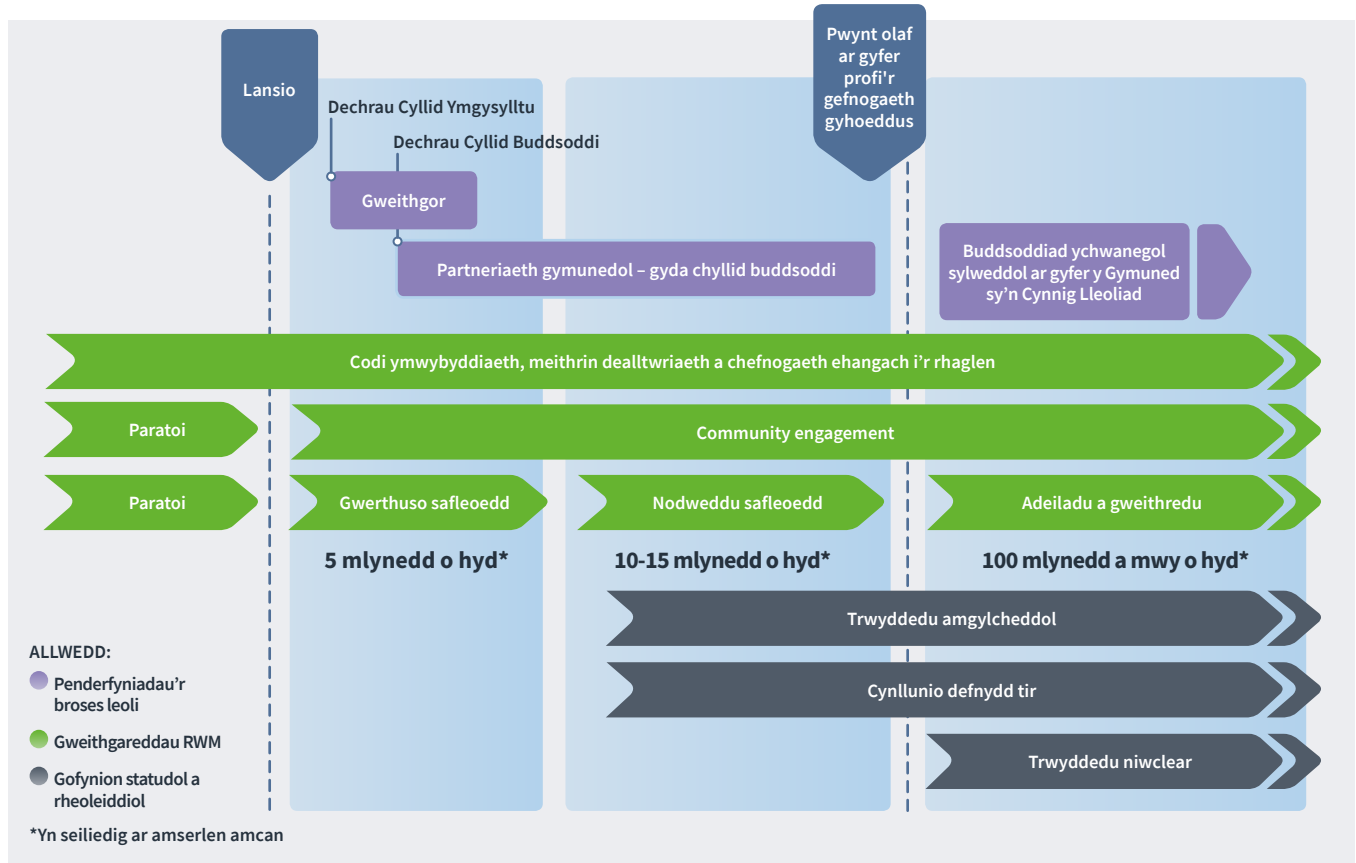 Lansio
Pwynt olaf
ar gyfer
profi'r
gefnogaeth
gyhoeddus
Dechrau Cyllid Ymgysylltu
Dechrau Cyllid Buddsoddi
Gweithgor
Partneriaeth gymunedol – gyda chyllid buddsoddi
Buddsoddiad ychwanegol
sylweddol ar gyfer y Gymuned
sy’n Cynnig Lleoliad
Codi ymwybyddiaeth, meithrin dealltwriaeth a chefnogaeth ehangach i’r rhaglen
Paratoi
Community engagement
Paratoi
Gwerthuso safleoedd
Nodweddu safleoedd
Adeiladu a gweithredu
5 mlynedd o hyd*
10-15 mlynedd o hyd*
100 mlynedd a mwy o hyd*
Trwyddedu amgylcheddol
Cynllunio defnydd tir
Trwyddedu niwclear
ALLWEDD:
Penderfyniadau’r
broses leoli
Gweithgareddau RWM
Gofynion statudol a
rheoleiddiol
*Yn seiliedig ar amserlen amcan